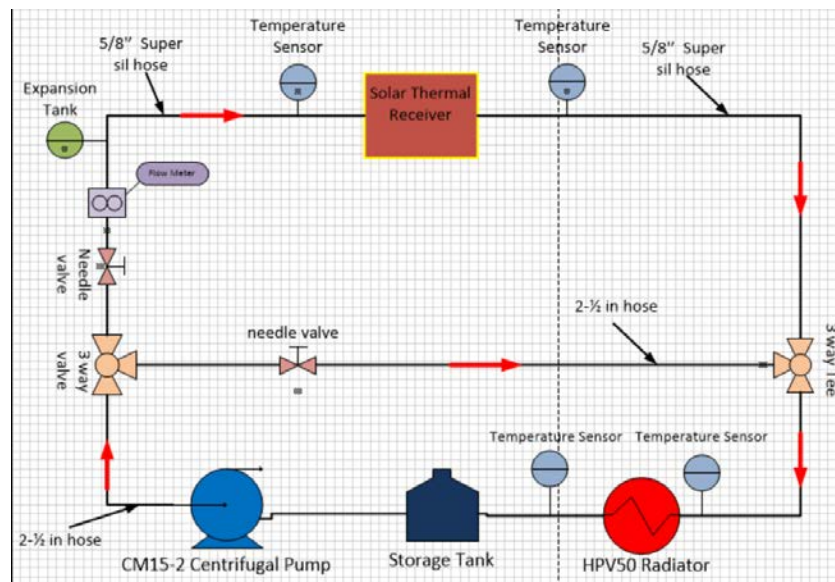 5/8" Super
sil hose
Temperature
Sensor
Temperature
Sensor
5/8" Super
sil hose
Expansion
Tank
Solar Thermal
Receiver
Flow Meter
Needle
valve
needle valve
2-½ in hose
3 way
valve
3 way Tee
Temperature Sensor
Temperature Sensor
2-½ in hose
CM15-2 Centrifugal Pump
Storage Tank
HPV50 Radiator